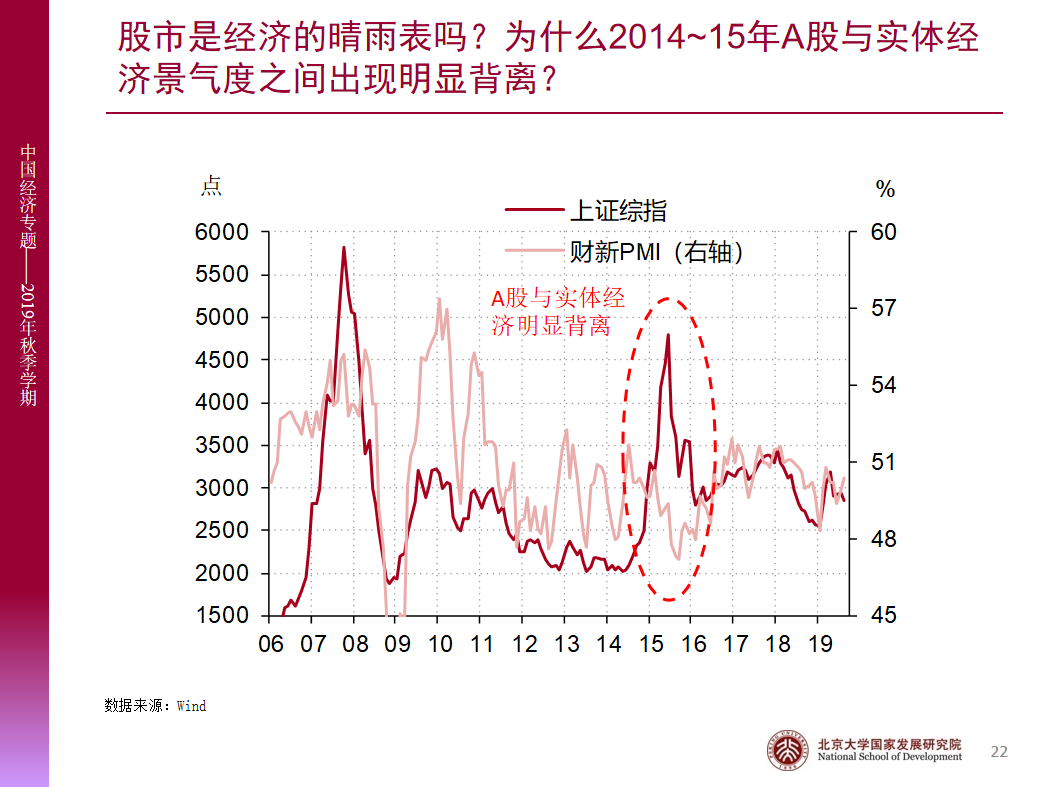 股市是经济的晴雨表吗？为什么2014~15年A股与实体经
济景气度之间出现明显背离？
中国经济专题——2019年秋季学期
点
%
上证综指
财新PMI（右轴）
A股与实体经
济明显背离
6000
5500
5000
4500
4000
3500
3000
2500
2000
1500
60
57
54
51
48
45
06 07 08 09 10 11 12 13 14 15 16 17 18 19
数据来源：Wind
北京大学国家发展研究院
National School of Development
22